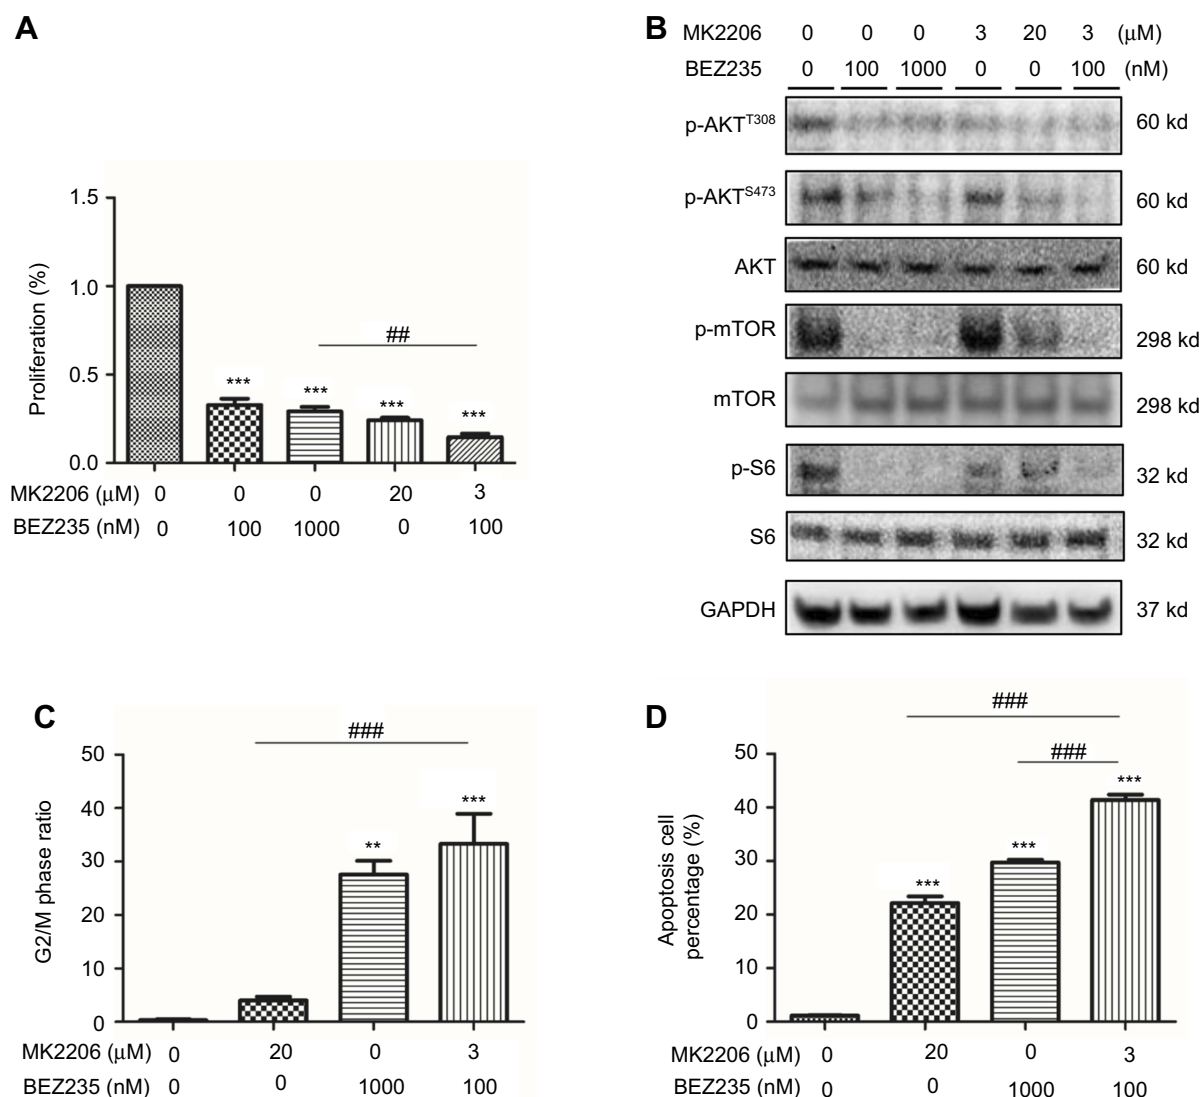 A
1.5
1.0
0.5
0.0
Proliferation (%)
##
***
***
***
***
MK2206 (μM) 0 0 0 20 3
BEZ235 (nM) 0 100 1000 0 100
B
MK2206 0 0 0 3 20 3 (μM)
BEZ235 0 100 1000 0 0 100 (nM)
p-AKT^T308 60 kd
p-AKT^S473 60 kd
AKT 60 kd
p-mTOR 298 kd
mTOR 298 kd
p-S6 32 kd
S6 32 kd
GAPDH 37 kd
C
###
50
40
30
20
10
0
G2/M phase ratio
**
***
MK2206 (μM) 0 20 0 3
BEZ235 (nM) 0 0 1000 100
D
###
###
50
40
30
20
10
0
Apoptosis cell
percentage (%)
***
***
***
MK2206 (μM) 0 20 0 3
BEZ235 (nM) 0 0 1000 100